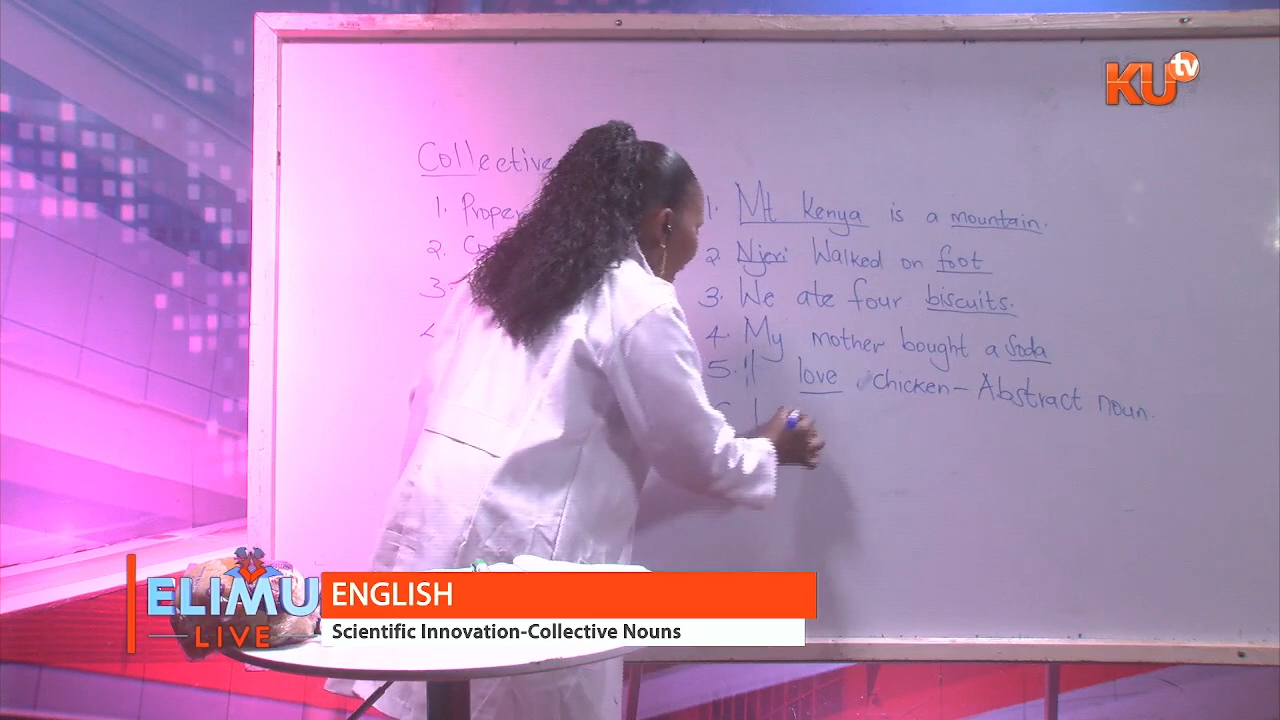 KU tv
Collective
1. Proper
2.
3.
1. Mt Kenya is a mountain.
2. Njeri Walked on foot
3. We ate four biscuits.
4. My mother bought a Soda
5. I love chicken - Abstract noun.
ELIMU
LIVE
ENGLISH
Scientific Innovation-Collective Nouns